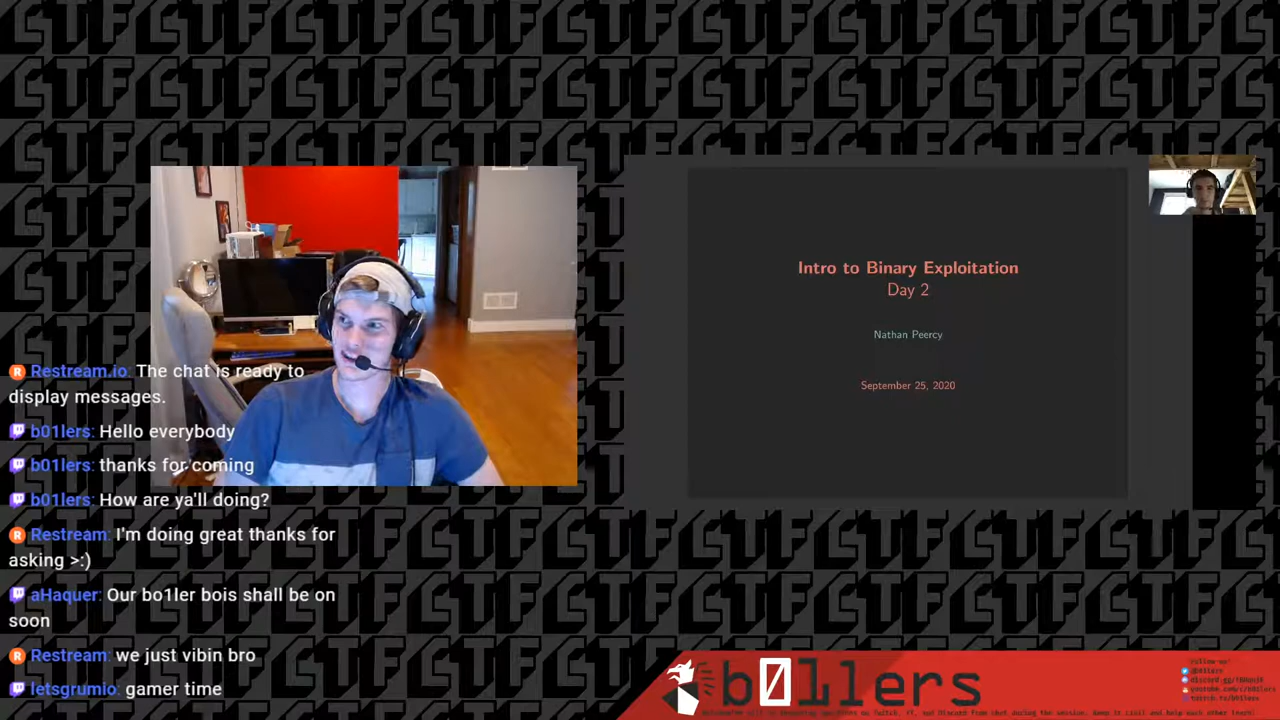 Intro to Binary Exploitation
Day 2
Nathan Peercy
September 25, 2020
Restream.io: The chat is ready to
display messages.
b01lers: Hello everybody
b01lers: thanks for coming
b01lers: How are ya'll doing?
Restream: I'm doing great thanks for
asking >:)
aHaquer: Our bo1ler bois shall be on
soon
Restream: we just vibin bro
letsgrumio: gamer time
b01lers